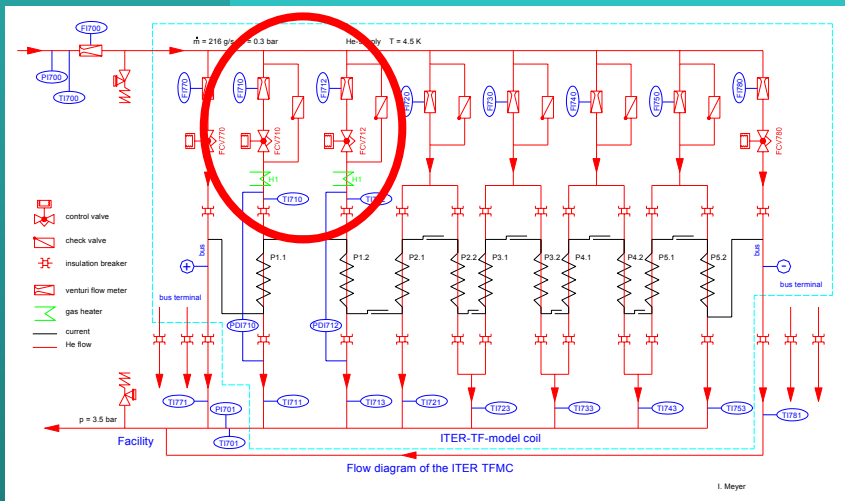 FI700
ṁ = 216 g/s = 0.3 bar He-supply T = 4.5 K
PI700
TI700
FI770 FI710 FI712 FI720 FI730 FI740 FI750 FI780
FCV770 FCV710 FCV712 FCV780
H1 H1
TI710
control valve
check valve
insulation breaker
venturi flow meter
gas heater
current
He flow
bus bus
+ -
bus terminal bus terminal
P1.1 P1.2 P2.1 P2.2 P3.1 P3.2 P4.1 P4.2 P5.1 P5.2
PDI710 PDI712
TI771 PI701 TI711 TI713 TI721 TI723 TI733 TI743 TI753 TI781
p = 3.5 bar
TI701
Facility
ITER-TF-model coil
Flow diagram of the ITER TFMC
I. Meyer